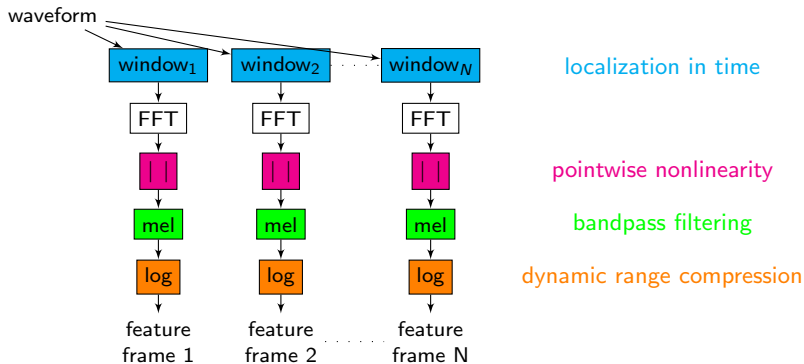 waveform
window₁ window₂ window_N localization in time
FFT FFT FFT
| | | | | | pointwise nonlinearity
mel mel mel bandpass filtering
log log log dynamic range compression
feature feature feature
frame 1 frame 2 frame N